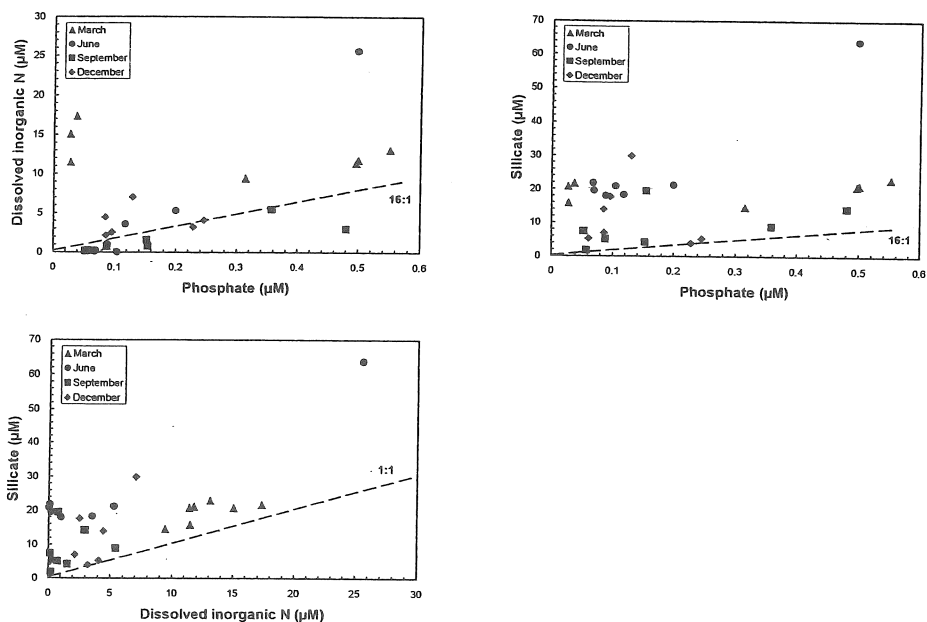 30
25
20
15
10
5
0
Dissolved inorganic N (µM)
March
June
September
December
16:1
0 0.1 0.2 0.3 0.4 0.5 0.6
Phosphate (µM)
70
60
50
40
30
20
10
0
Silicate (µM)
March
June
September
December
16:1
0 0.1 0.2 0.3 0.4 0.5 0.6
Phosphate (µM)
70
60
50
40
30
20
10
0
Silicate (µM)
March
June
September
December
1:1
0 5 10 15 20 25 30
Dissolved inorganic N (µM)